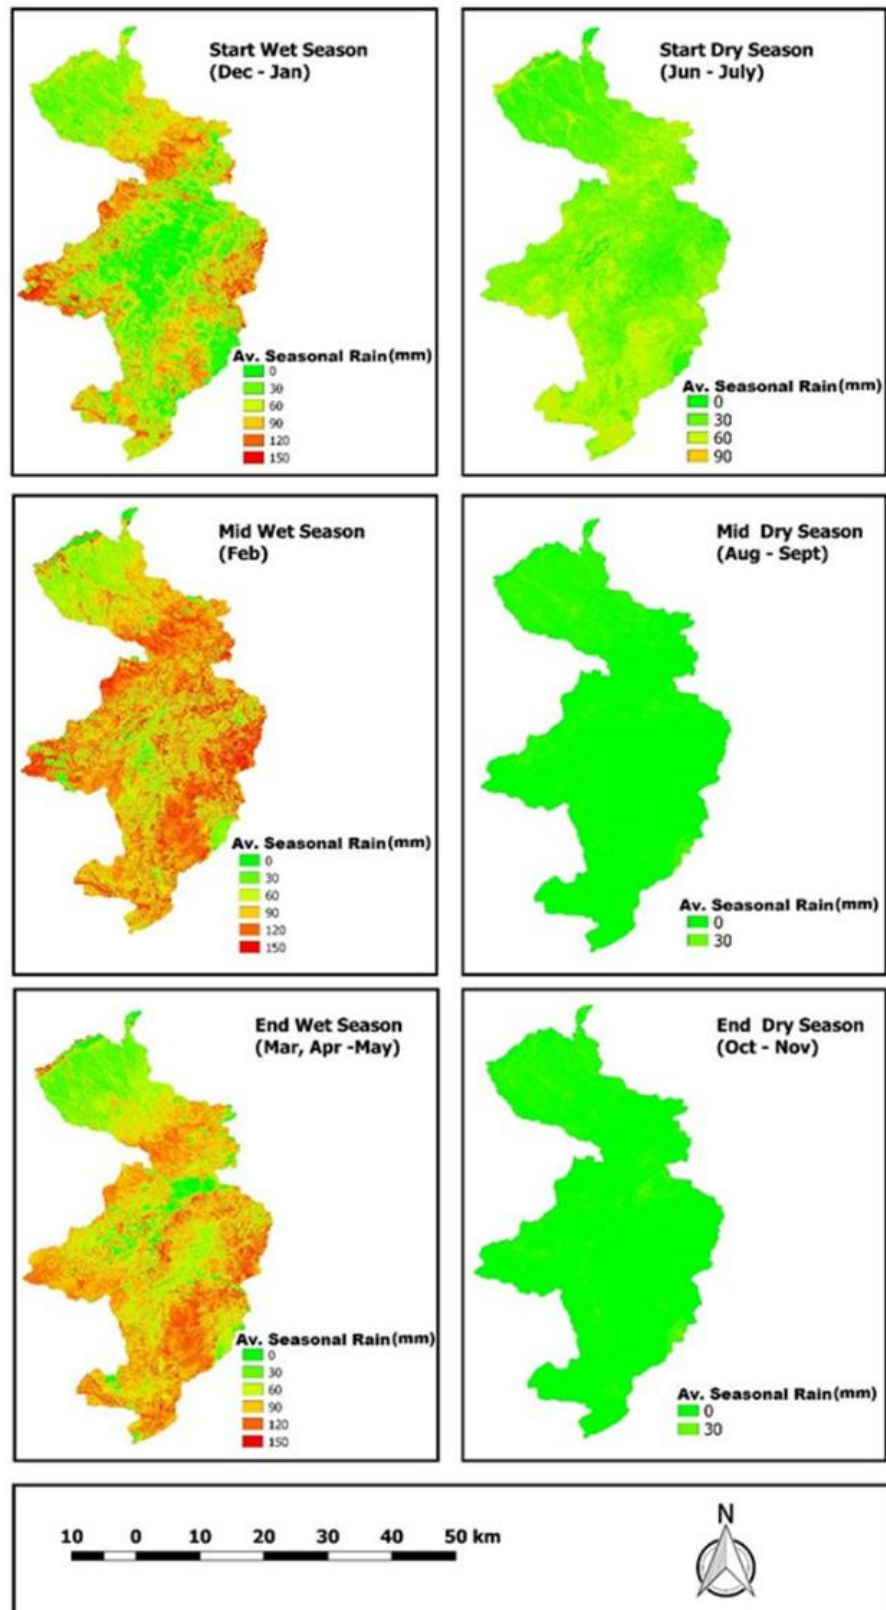 Start Wet Season
(Dec - Jan)
Av. Seasonal Rain(mm)
0
30
60
90
120
150
Start Dry Season
(Jun - July)
Av. Seasonal Rain(mm)
0
30
60
90
Mid Wet Season
(Feb)
Av. Seasonal Rain(mm)
0
30
60
90
120
150
Mid Dry Season
(Aug - Sept)
Av. Seasonal Rain(mm)
0
30
End Wet Season
(Mar, Apr -May)
Av. Seasonal Rain(mm)
0
30
60
90
120
150
End Dry Season
(Oct - Nov)
Av. Seasonal Rain(mm)
0
30
10 0 10 20 30 40 50 km
N